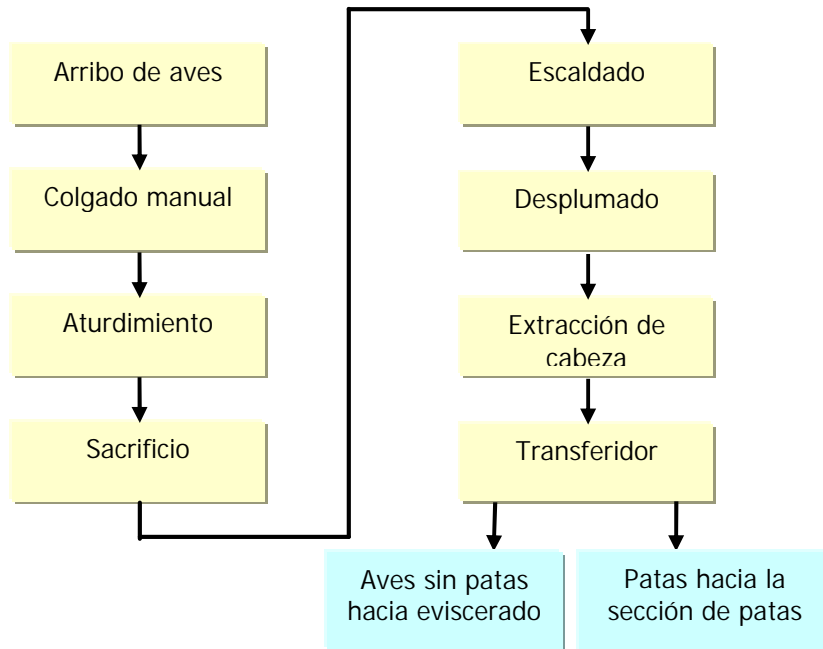 Arribo de aves
Colgado manual
Aturdimiento
Sacrificio
Escaldado
Desplumado
Extracción de
cabeza
Transferidor
Aves sin patas
hacia eviscerado
Patas hacia la
sección de patas